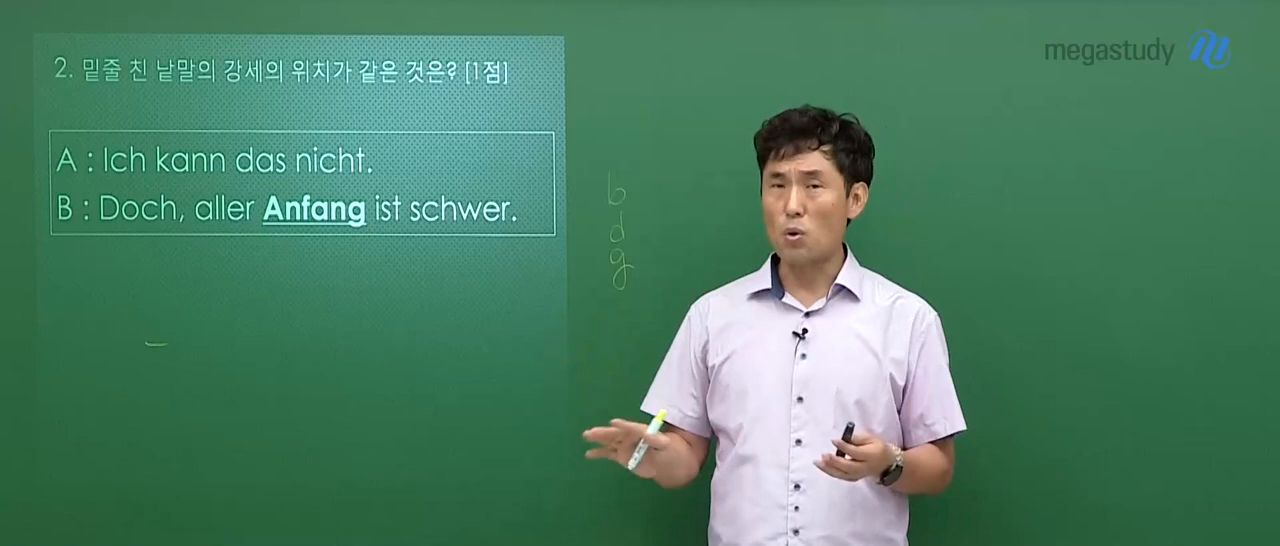 megastudy
2. 밑줄 친 낱말의 강세의 위치가 같은 것은? [1점]
A : Ich kann das nicht.
B : Doch, aller Anfang ist schwer.
b
d
g